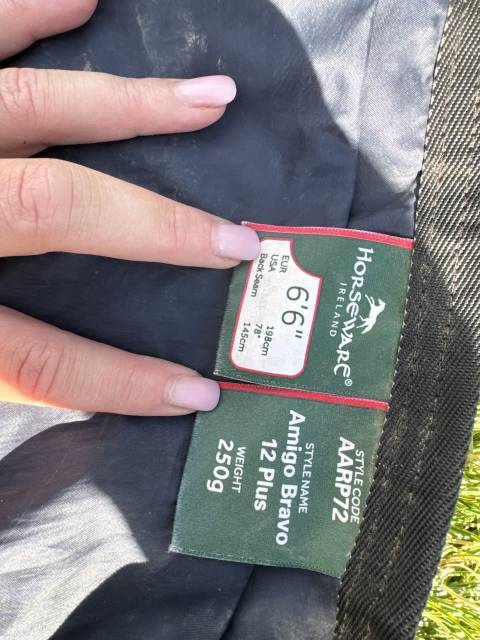 HORSEWARE®
IRELAND
6'6"
EUR 198cm
USA 78"
Back Seam 145cm
STYLE CODE
AARP72
STYLE NAME
Amigo Bravo
12 Plus
WEIGHT
250g